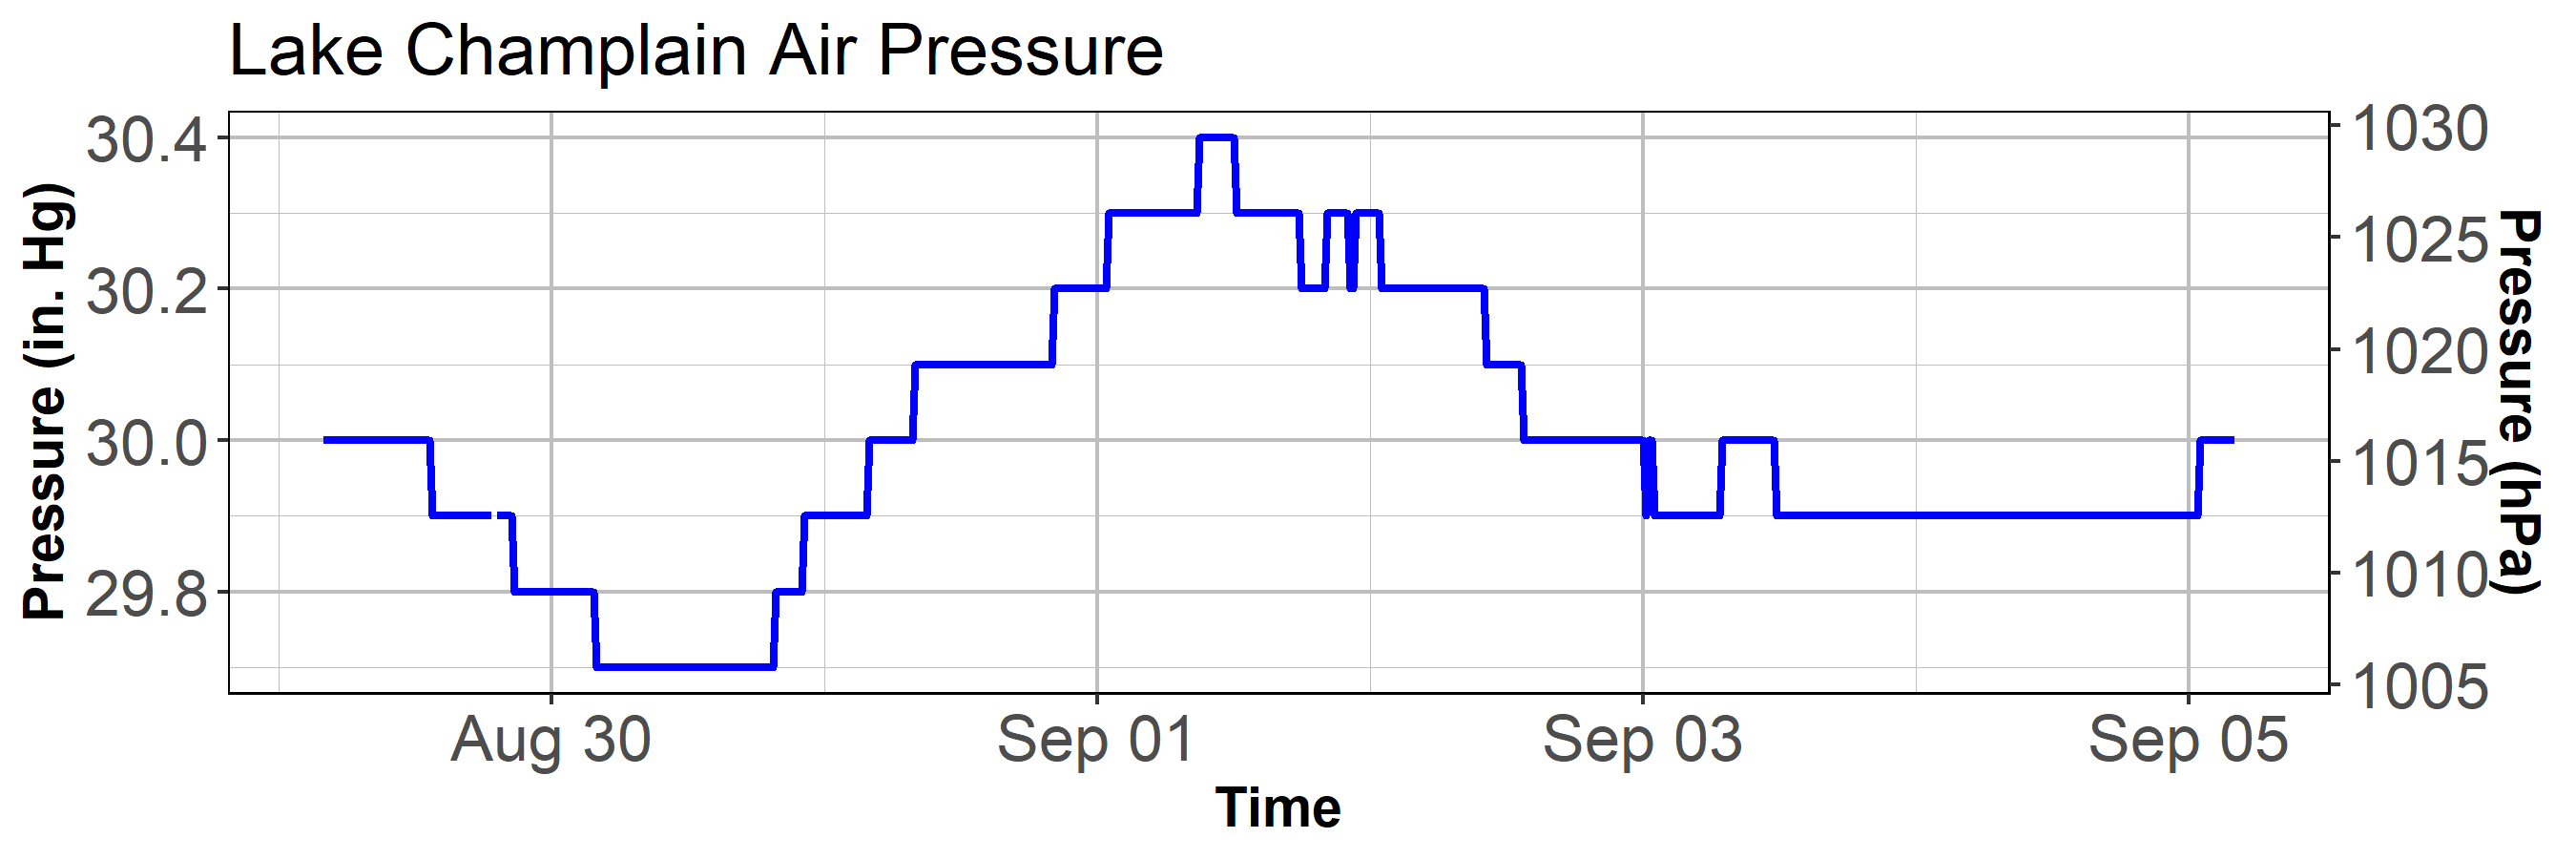 Lake Champlain Air Pressure
Pressure (in. Hg)
30.4
30.2
30.0
29.8
1030
1025
1020
1015
1010
1005
Pressure (hPa)
Aug 30 Sep 01 Sep 03 Sep 05
Time